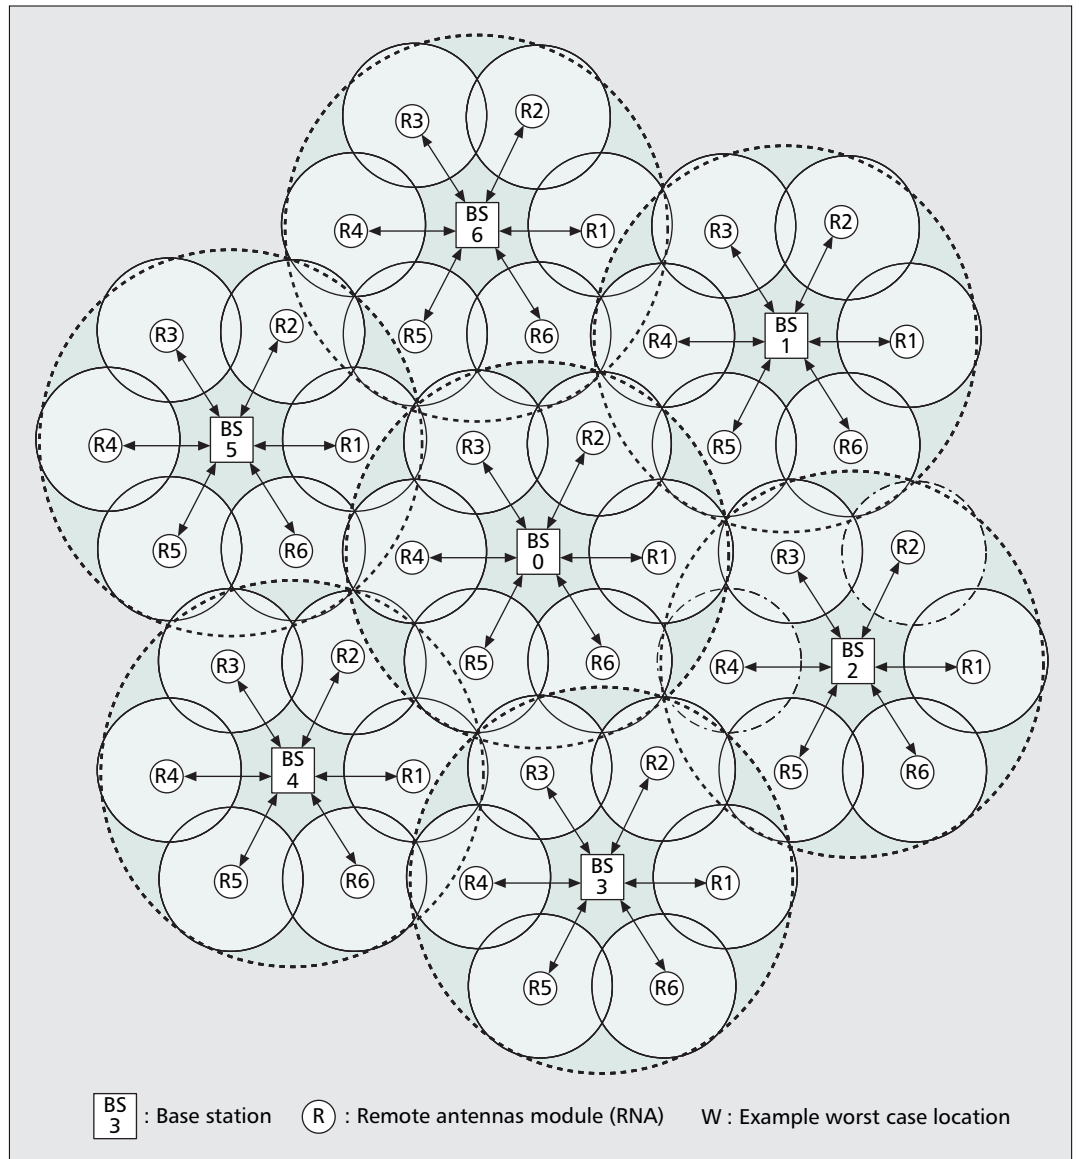 R3
R2
BS
6
R4
R1
R5
R6
R3
R2
BS
1
R4
R1
R5
R6
R3
R2
BS
5
R4
R1
R5
R6
R3
R2
BS
0
R4
R1
R5
R6
R3
R2
BS
2
R4
R1
R5
R6
R3
R2
BS
4
R4
R1
R5
R6
R3
R2
BS
3
R4
R1
R5
R6
BS
3
: Base station
R
: Remote antennas module (RNA)
W : Example worst case location